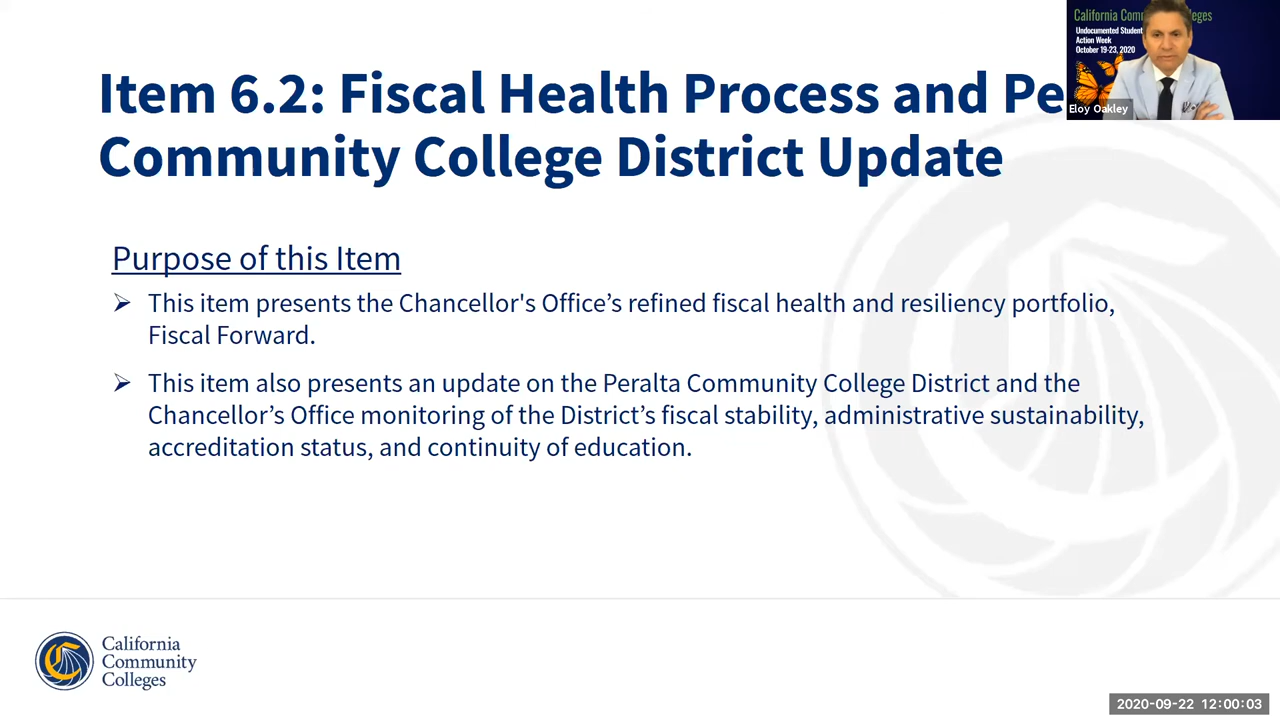 Item 6.2: Fiscal Health Process and Pe
Community College District Update
California Com eges
Undocumented Student
Action Week
October 19-23, 2020
Eloy Oakley
Purpose of this Item
➢ This item presents the Chancellor's Office’s refined fiscal health and resiliency portfolio,
Fiscal Forward.
➢ This item also presents an update on the Peralta Community College District and the
Chancellor’s Office monitoring of the District’s fiscal stability, administrative sustainability,
accreditation status, and continuity of education.
California
Community
Colleges
2020-09-22 12:00:03